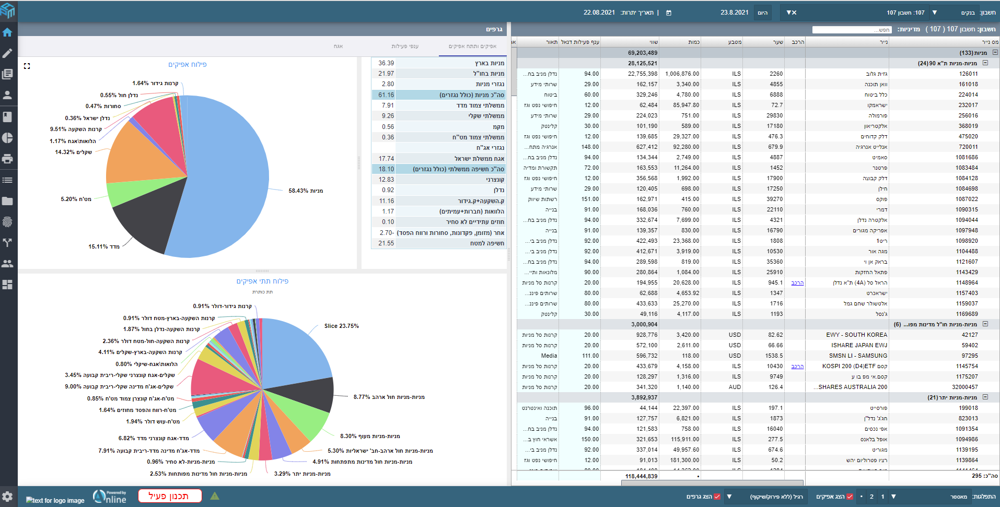 חשבון: בנקים 107: חשבון 107 היום 23.8.2021 | תאריך יתרות: 22.08.2021
חשבון: חשבון 107 ( 107 ) מדיניות: חפש...
מס נייר נייר הרכב שער מטבע כמות שווי ענף פעילות דנאל תאור
מניות (133) 69,203,489
מניות-מניות ת"א 90 (24) 28,125,521
126011 גזית גלוב 2260 ILS 1,006,876.00 22,755,398 94.00 נדלן מניב בח...
161018 וואן תוכנה 4855 ILS 3,340.00 162,157 29.00 שרותי מידע
224014 כלל ביטוח 6888 ILS 4,780.00 329,246 60.00 ביטוח
232017 ישראמקו 72.7 ILS 85,947.80 62,484 12.00 חיפושי נפט וגז
256016 פורמולה 29830 ILS 751.00 224,023 29.00 שרותי מידע
368019 אלקטריאון 17180 ILS 589.00 101,190 30.00 קלינטק
475020 דלק קדוחים 476.3 ILS 29,327.00 139,685 12.00 חיפושי נפט וגז
720011 אנלייט אנרגיה 679.9 ILS 92,280.00 627,412 148.00 אנרגיה מתח...
1081686 סאמיט 4887 ILS 2,749.00 134,344 94.00 נדלן מניב בח...
1083484 פרטנר 1452 ILS 11,264.00 163,553 72.00 תקשורת ומדיה
1084128 דלק קבוצה 17900 ILS 1,992.00 356,568 12.00 חיפושי נפט וגז
1084698 חילן 17250 ILS 698.00 120,405 29.00 שרותי מידע
1087022 פוקס 39270 ILS 415.00 162,971 151.00 רשתות שיווק
1090315 דמרי 22110 ILS 760.00 168,036 91.00 בנייה
1094044 אלקטרה נדלן 4321 ILS 7,699.00 332,674 94.00 נדלן מניב בח...
1097948 אפריקה מגורים 16790 ILS 830.00 139,357 91.00 בנייה
1098920 ריט1 1808 ILS 23,368.00 422,493 92.00 נדלן מניב בי...
1104488 מגה אור 10530 ILS 3,919.00 412,671 92.00 נדלן מניב בי...
1121607 בראק אן וי 35360 ILS 819.00 289,598 94.00 נדלן מניב בח...
1143429 פתאל החזקות 25910 ILS 1,084.00 280,864 90.00 מלונאות ותיי...
1148964 הראל סל (4A) ת"א נדלן הרכב 945.1 ILS 20,628.00 194,955 20.00 קרנות סל מניות
1157403 ישראכרט 1347 ILS 4,653.92 62,688 80.00 שרותים פיננ...
1159037 אלטשולר שחם גמל 1716 ILS 25,270.00 433,633 80.00 שרותים פיננ...
1169689 ג'נסל 1193 ILS 4,117.00 49,116 30.00 קלינטק
מניות-מניות חו"ל מדינות מפו... (6) 3,000,904
42127 EWY - SOUTH KOREA 82.62 USD 3,420.00 928,776 20.00 קרנות סל מניות
59402 ISHARE JAPAN EWJ 66.66 USD 2,611.00 572,100 20.00 קרנות סל מניות
97295 SMSN LI - SAMSUNG 1538.5 USD 118.00 596,732 111.00 Media
1145754 קסם KOSPI 200 (D4)ETF הרכב 10430 ILS 4,158.00 433,679 20.00 קרנות סל מניות
1175207 קסם.אי מפ בו ע 9749 ILS 1,316.00 128,297 20.00 קרנות סל מניות
32000457 ...SHARES AUSTRALIA 200 126.4 AUD 1,140.00 341,320 20.00 קרנות סל מניות
מניות-מניות יתר (21) 3,892,937
199018 פורסייט 197.1 ILS 22,397.00 44,144 96.00 תוכנה ואינטרנט
823013 חג'ג' נדל"ן 1873 ILS 6,821.00 127,757 91.00 בנייה
1091354 אפי נכסים 16040 ILS 758.00 121,583 94.00 נדלן מניב בח...
1094986 אופל בלאנס 277.5 ILS 115,911.00 321,653 150.00 אשראי חוץ ב...
1139195 מגוריט 674.6 ILS 49,957.60 337,014 92.00 נדלן מניב בי...
1139864 רציו פטרוליום יהש 50.2 ILS 181,300.00 91,013 12.00 חיפושי נפט וגז
סה"כ: 295 118,444,839
גרפים
אפיקים ותתח אפיקים ענפי פעילות אגח
מניות בארץ 36.39
מניות בחו"ל 21.97
נגזרי מניות 2.80
סה"כ מניות (כולל נגזרים) 61.16
ממשלתי צמוד מדד 7.91
ממשלתי שקלי 9.26
מקמ 0.56
ממשלתי צמוד מט"ח 0.36
נגזרי אג"ח
אגח ממשלת ישראל 17.74
סה"כ חשיפה ממשלתי (כולל נגזרים) 18.10
קונצרני 12.83
נדלן 0.92
ק.השקעה+ק.גידור 11.16
הלוואות (חברות+עמיתים) 1.17
חוזים עתידיים לא סחיר 0.10
אחר (מזומן, פקדונות, סחורות ורווח הפסד) 2.70-
חשיפה למטח 21.55
פילוח אפיקים
קרנות גידור 1.64%
נדלן חול 0.55%
סחורות 0.47%
נדלן ישראל 0.36%
קרנות השקעה 9.51%
הלואות\אגח 1.17%
שקלים 14.32%
מט'ח 5.20%
מדד 15.11%
מניות 58.43%
פילוח תתי אפיקים
תת כותרת
קרנות גידור-דולר 0.91%
קרנות השקעה-בארץ-מטח דולר 0.91%
קרנות השקעה-נדלן בחול 1.87%
קרנות השקעה-חול-מטח דולר 2.36%
קרנות השקעה-בארץ-שקלים 4.11%
הלואות\אגח-שיקלי 0.80%
שקלים-אגח קונצרני שקלי-ריבית קבועה 3.45%
שקלים-אג'ח מדינה שקלי-ריבית קבועה 9.00%
מט'ח-אג'ח קונצרן צמוד מט'ח 0.85%
מט'ח-רווח והפסד מחוזים 1.64%
מט'ח-עוש דולר 1.94%
מדד-אגח קונצרני מדד 6.82%
מדד-אג'ח מדינה מדד-ריבית קבועה 7.91%
מניות-מניות-לא סחיר 0.96%
מניות-מניות חול מדינות מפותחות 2.53%
מניות-מניות יתר 3.29%
מניות-מניות חול מדינות מתפתחות 4.91%
מניות-מניות חול ארהב-חב' ישראליות 5.30%
מניות-מניות מעוף 8.30%
מניות-מניות חול ארהב 8.77%
Slice 23.75%
התפלגות: מאסטר 1 2 • הצג אפיקים רגיל (ללא פירוק/שיקוף) הצג גרפים
תכנון פעיל
Powered by
Online
text for logo image